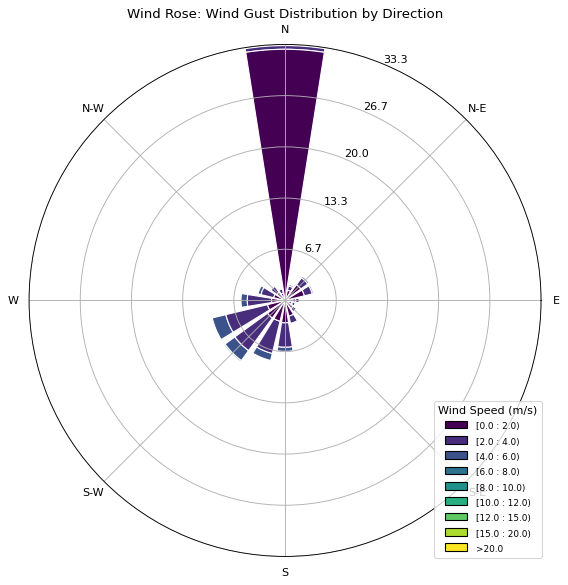 Wind Rose: Wind Gust Distribution by Direction
N
33.3
N-W
N-E
26.7
20.0
13.3
6.7
W
E
Wind Speed (m/s)
[0.0 : 2.0)
[2.0 : 4.0)
[4.0 : 6.0)
[6.0 : 8.0)
[8.0 : 10.0)
[10.0 : 12.0)
[12.0 : 15.0)
[15.0 : 20.0)
>20.0
S-W
S-E
S